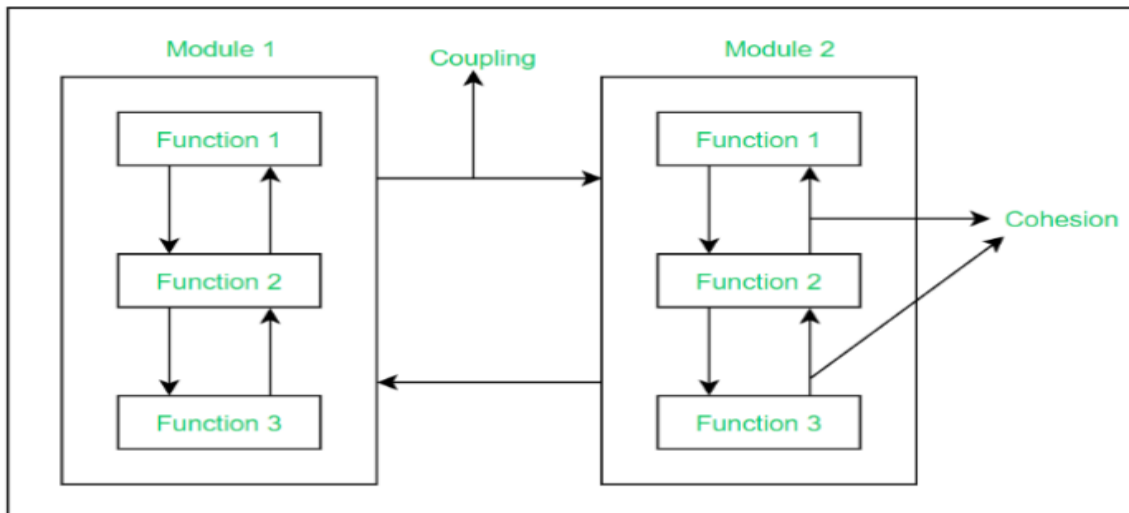 Module 1
Coupling
Module 2
Function 1
Function 1
Cohesion
Function 2
Function 2
Function 3
Function 3